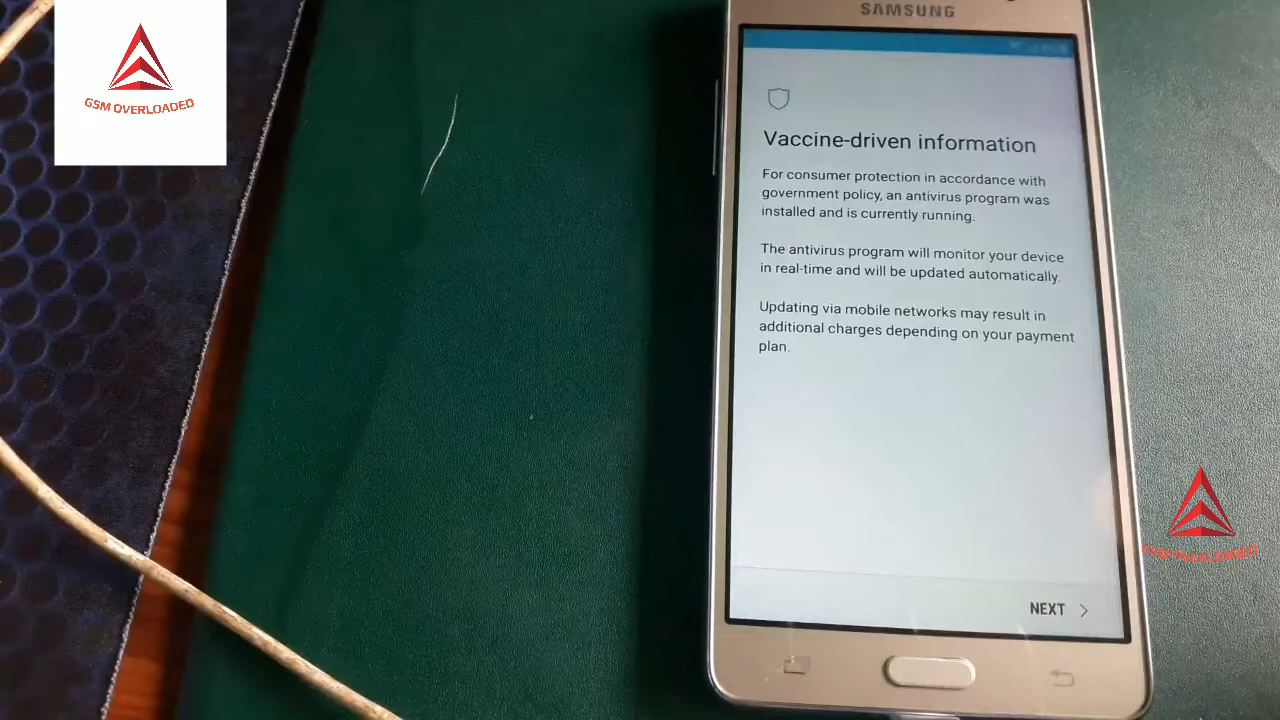 GSM OVERLOADED
SAMSUNG
Vaccine-driven information
For consumer protection in accordance with
government policy, an antivirus program was
installed and is currently running.
The antivirus program will monitor your device
in real-time and will be updated automatically.
Updating via mobile networks may result in
additional charges depending on your payment
plan.
NEXT
GSM OVERLOADED